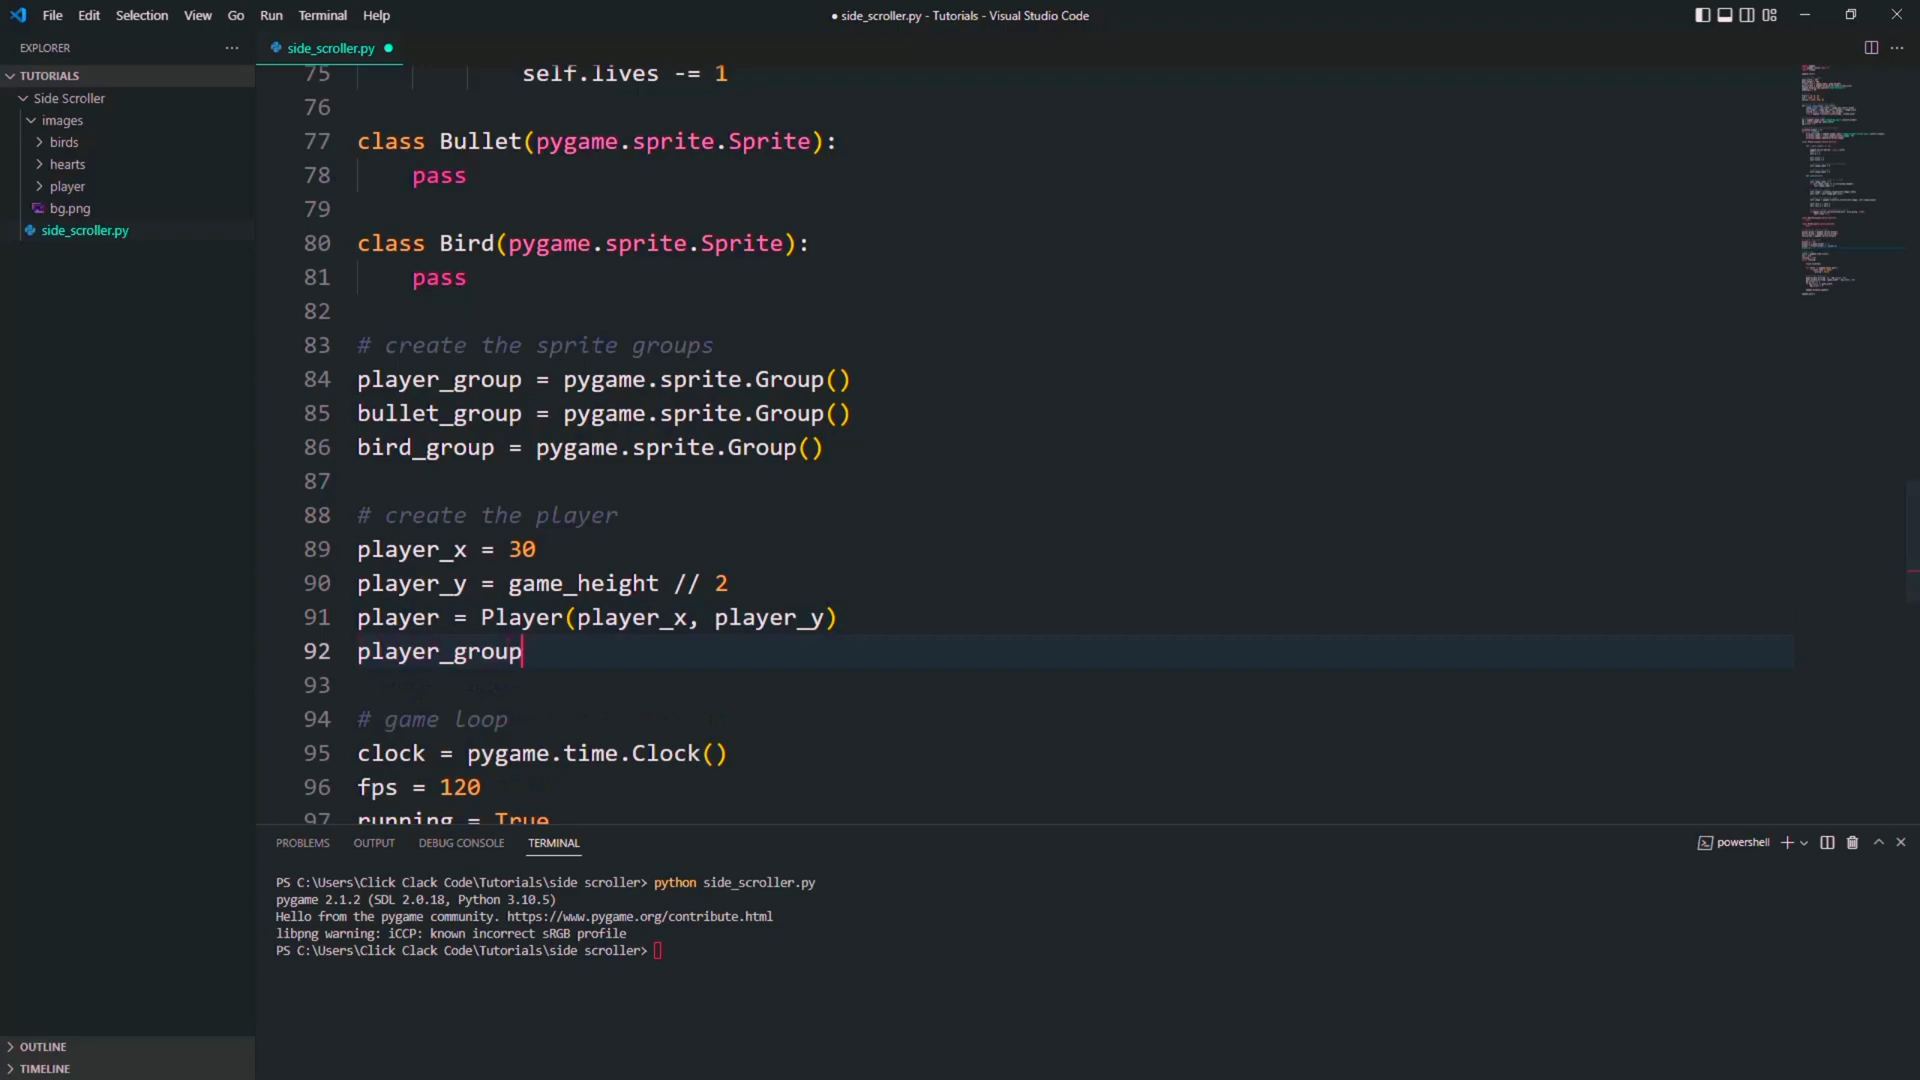 File Edit Selection View Go Run Terminal Help
● side_scroller.py - Tutorials - Visual Studio Code
EXPLORER
TUTORIALS
Side Scroller
images
birds
hearts
player
bg.png
side_scroller.py
OUTLINE
TIMELINE
side_scroller.py
75 self.lives -= 1
76
77 class Bullet(pygame.sprite.Sprite):
78 pass
79
80 class Bird(pygame.sprite.Sprite):
81 pass
82
83 # create the sprite groups
84 player_group = pygame.sprite.Group()
85 bullet_group = pygame.sprite.Group()
86 bird_group = pygame.sprite.Group()
87
88 # create the player
89 player_x = 30
90 player_y = game_height // 2
91 player = Player(player_x, player_y)
92 player_group
93
94 # game loop
95 clock = pygame.time.Clock()
96 fps = 120
97 running = True
PROBLEMS OUTPUT DEBUG CONSOLE TERMINAL
powershell
PS C:\Users\Click Clack Code\Tutorials\side scroller> python side_scroller.py
pygame 2.1.2 (SDL 2.0.18, Python 3.10.5)
Hello from the pygame community. https://www.pygame.org/contribute.html
libpng warning: iCCP: known incorrect sRGB profile
PS C:\Users\Click Clack Code\Tutorials\side scroller>